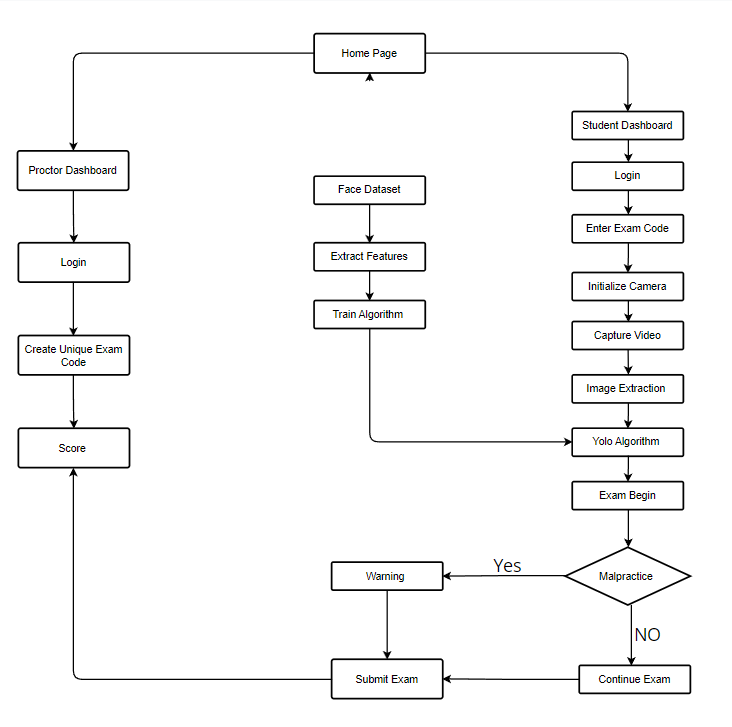 Home Page
Student Dashboard
Proctor Dashboard
Login
Face Dataset
Enter Exam Code
Extract Features
Login
Initialize Camera
Train Algorithm
Capture Video
Create Unique Exam
Code
Image Extraction
Yolo Algorithm
Score
Exam Begin
Yes
Warning
Malpractice
NO
Submit Exam
Continue Exam